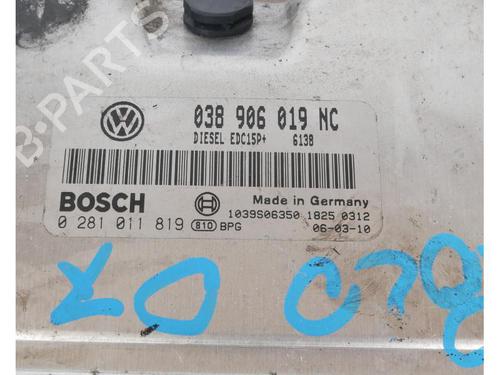 B-PARTS
038 906 019 NC
DIESEL EDC15P+ 6138
BOSCH
Made in Germany
1039S06350 1825 0312
0 281 011 819 810 BPG 06-03-10